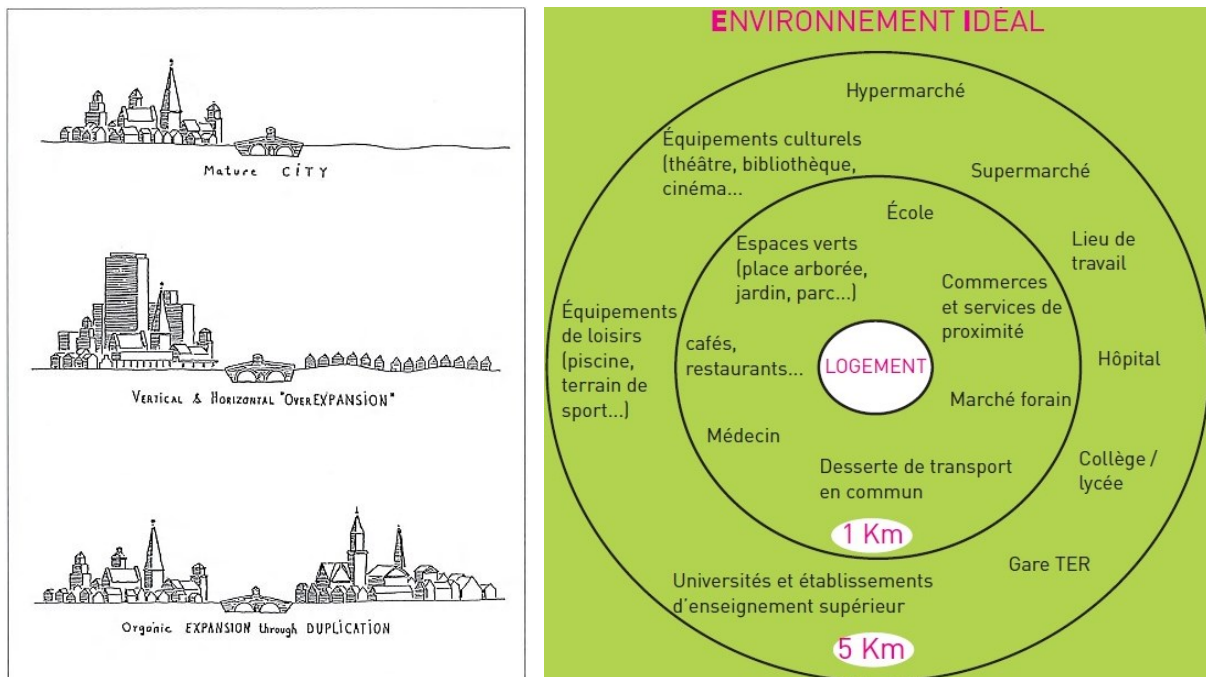 Mature CITY
VERTICAL & HORIZONTAL "OVEREXPANSION"
Organic EXPANSION through DUPLICATION
ENVIRONNEMENT IDÉAL
Hypermarché
Équipements culturels
(théâtre, bibliothèque,
cinéma...
Supermarché
École
Espaces verts
(place arborée,
jardin, parc...)
Lieu de
travail
Commerces
et services de
proximité
Équipements
de loisirs
(piscine,
terrain de
sport...)
cafés,
restaurants...
LOGEMENT
Hôpital
Marché forain
Médecin
Desserte de transport
en commun
Collège /
lycée
1 Km
Gare TER
Universités et établissements
d'enseignement supérieur
5 Km